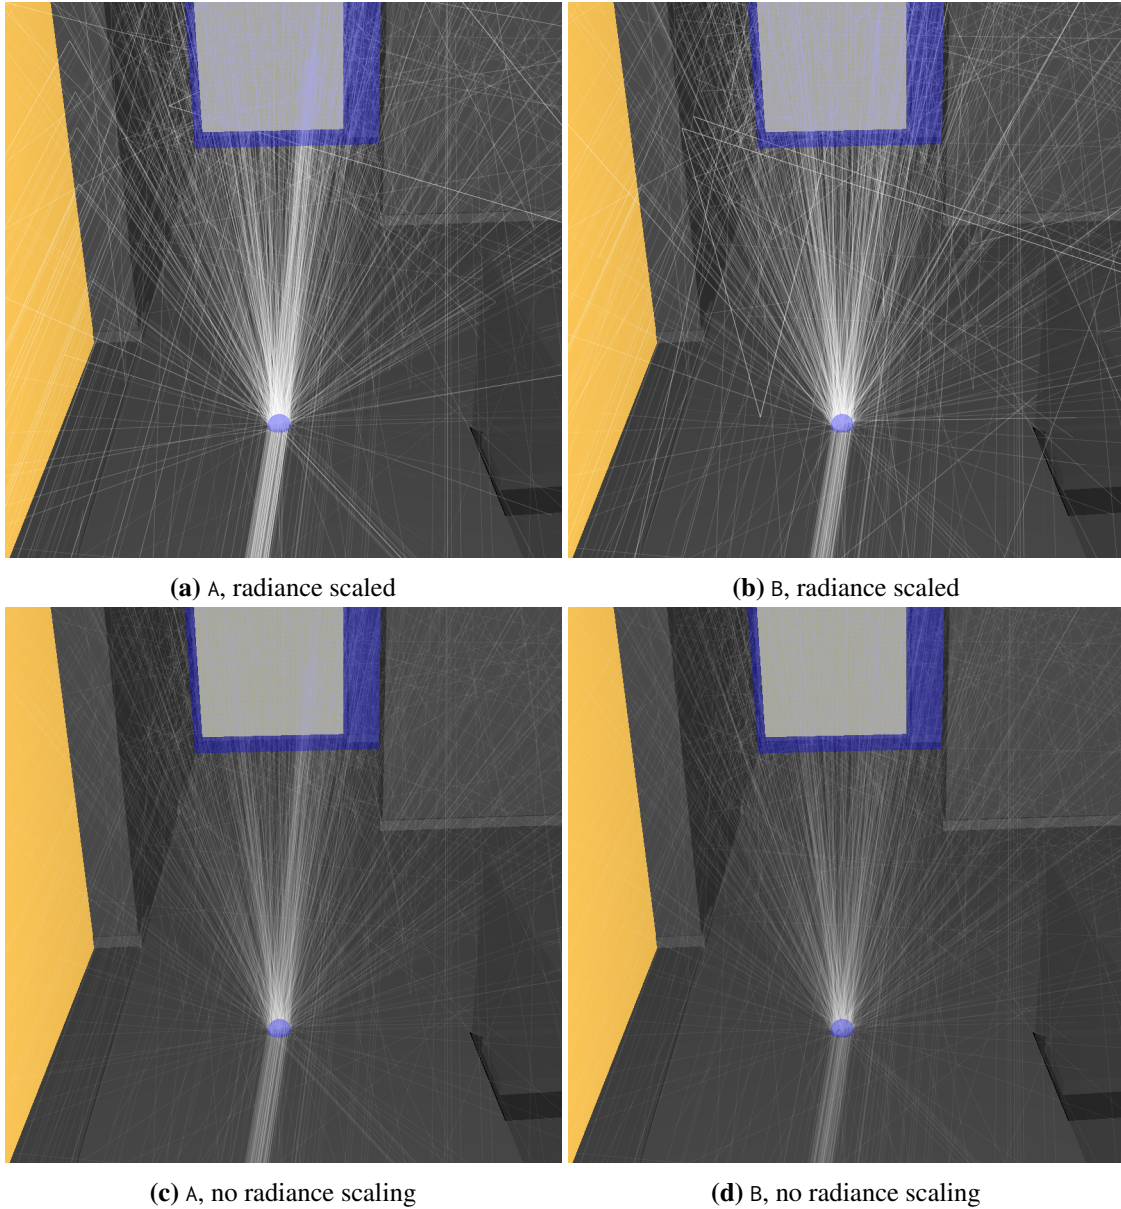 (a) A, radiance scaled
(b) B, radiance scaled
(c) A, no radiance scaling
(d) B, no radiance scaling